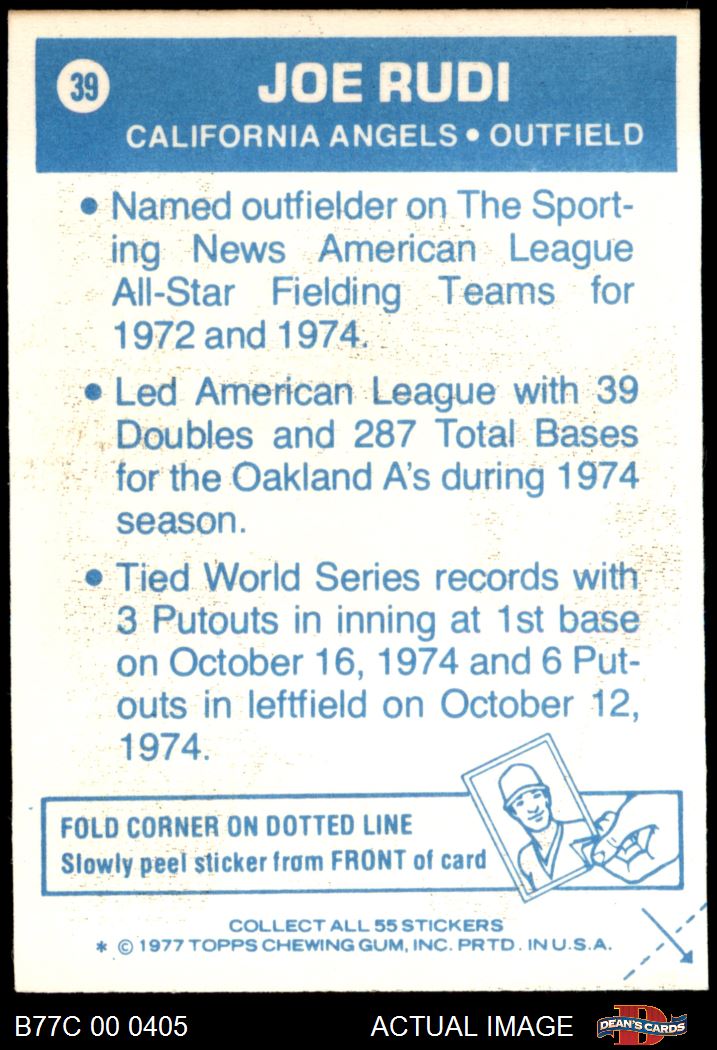 39
JOE RUDI
CALIFORNIA ANGELS • OUTFIELD
• Named outfielder on The Sport-
ing News American League
All-Star Fielding Teams for
1972 and 1974.
• Led American League with 39
Doubles and 287 Total Bases
for the Oakland A's during 1974
season.
• Tied World Series records with
3 Putouts in inning at 1st base
on October 16, 1974 and 6 Put-
outs in leftfield on October 12,
1974.
FOLD CORNER ON DOTTED LINE
Slowly peel sticker from FRONT of card
COLLECT ALL 55 STICKERS
* © 1977 TOPPS CHEWING GUM, INC. PRTD. IN U.S.A.
B77C 00 0405 ACTUAL IMAGE
D
DEAN'S CARDS